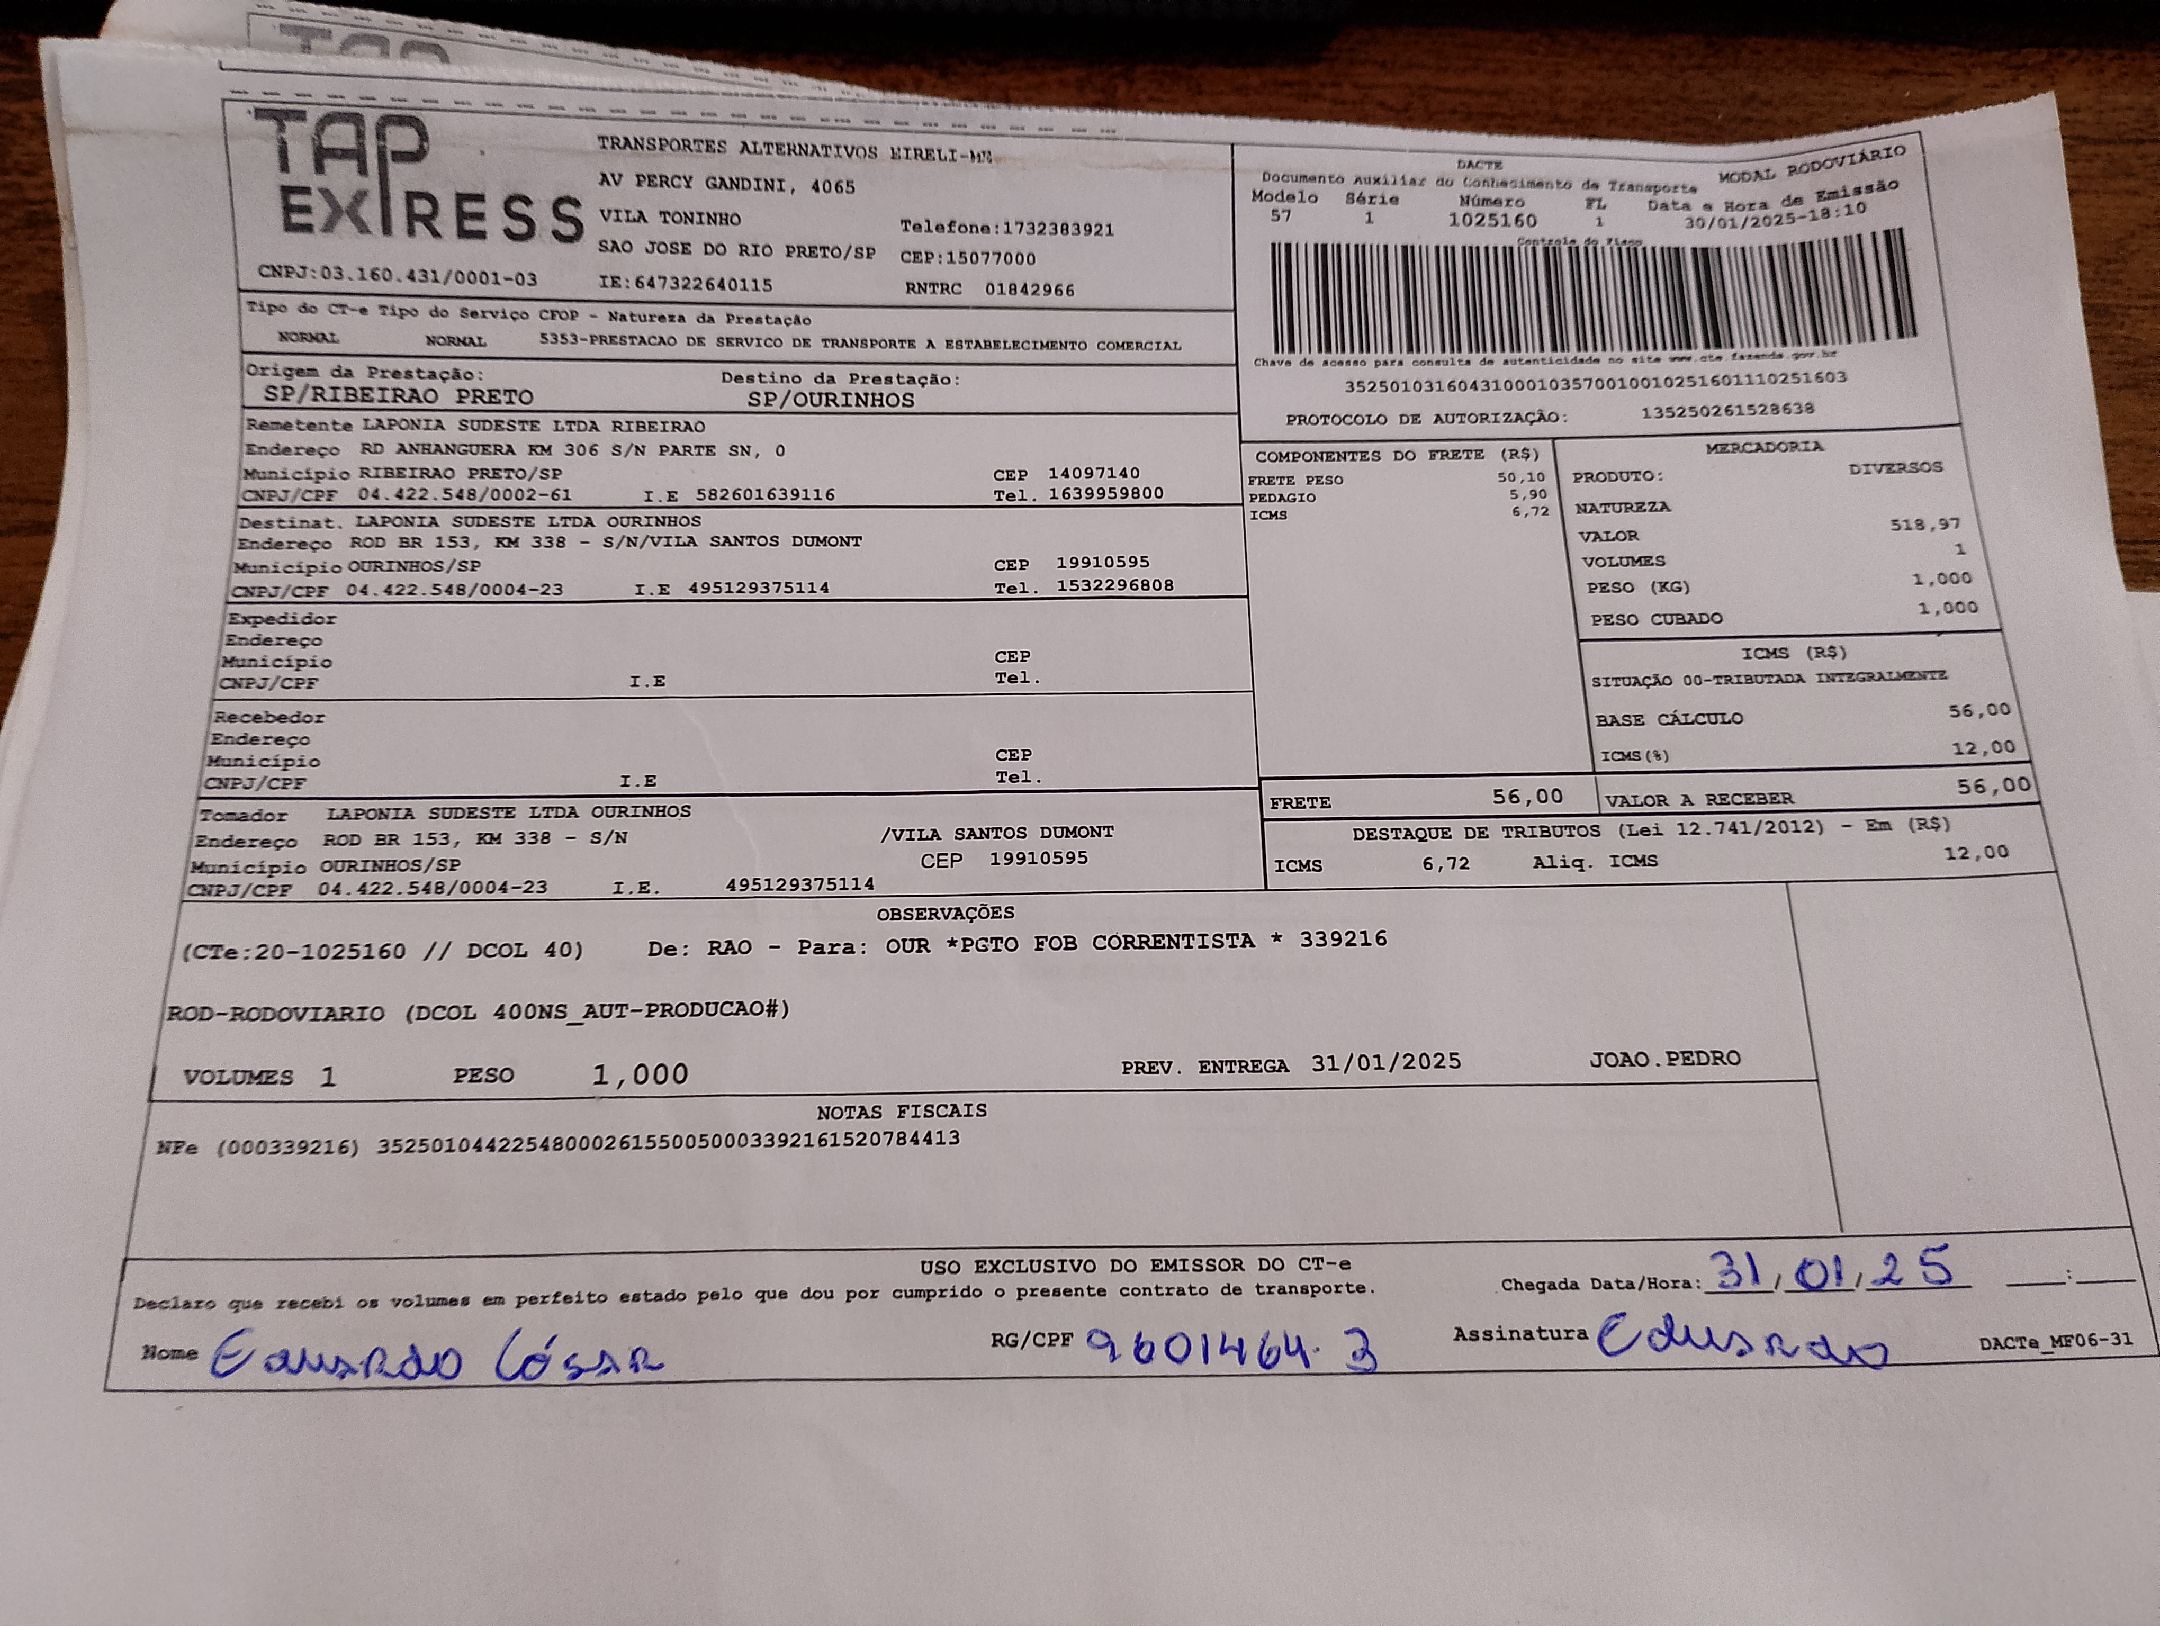 TAP EXPRESS
TRANSPORTES ALTERNATIVOS EIRELI-ME
AV PERCY GANDINI, 4065
VILA TONINHO Telefone:1732383921
SAO JOSE DO RIO PRETO/SP CEP:15077000
CNPJ:03.160.431/0001-03 IE:647322640115 RNTRC 01842966
DACTE MODAL RODOVIÁRIO
Documento Auxiliar do Conhecimento de Transporte
Modelo Série Número FL Data e Hora de Emissão
57 1 1025160 1 30/01/2025-18:10
Controle do Fisco
Chave de acesso para consulta de autenticidade no site www.cte.fazenda.gov.br
35250103160431000103570010010251601110251603
PROTOCOLO DE AUTORIZAÇÃO: 135250261528638
Tipo do CT-e Tipo do Serviço CFOP - Natureza da Prestação
NORMAL NORMAL 5353-PRESTACAO DE SERVICO DE TRANSPORTE A ESTABELECIMENTO COMERCIAL
Origem da Prestação: Destino da Prestação:
SP/RIBEIRAO PRETO SP/OURINHOS
Remetente LAPONIA SUDESTE LTDA RIBEIRAO
Endereço RD ANHANGUERA KM 306 S/N PARTE SN, 0
Município RIBEIRAO PRETO/SP CEP 14097140
CNPJ/CPF 04.422.548/0002-61 I.E 582601639116 Tel. 1639959800
Destinat. LAPONIA SUDESTE LTDA OURINHOS
Endereço ROD BR 153, KM 338 - S/N/VILA SANTOS DUMONT
Município OURINHOS/SP CEP 19910595
CNPJ/CPF 04.422.548/0004-23 I.E 495129375114 Tel. 1532296808
Expedidor
Endereço
Município CEP
CNPJ/CPF I.E Tel.
Recebedor
Endereço
Município CEP
CNPJ/CPF I.E Tel.
Tomador LAPONIA SUDESTE LTDA OURINHOS
Endereço ROD BR 153, KM 338 - S/N /VILA SANTOS DUMONT
Município OURINHOS/SP CEP 19910595
CNPJ/CPF 04.422.548/0004-23 I.E. 495129375114
COMPONENTES DO FRETE (R$)
FRETE PESO 50,10
PEDAGIO 5,90
ICMS 6,72
MERCADORIA
PRODUTO: DIVERSOS
NATUREZA
VALOR 518,97
VOLUMES 1
PESO (KG) 1,000
PESO CUBADO 1,000
ICMS (R$)
SITUAÇÃO 00-TRIBUTADA INTEGRALMENTE
BASE CÁLCULO 56,00
ICMS(%) 12,00
FRETE 56,00 VALOR A RECEBER 56,00
DESTAQUE DE TRIBUTOS (Lei 12.741/2012) - Em (R$)
ICMS 6,72 Aliq. ICMS 12,00
OBSERVAÇÕES
(CTe:20-1025160 // DCOL 40) De: RAO - Para: OUR *PGTO FOB CORRENTISTA * 339216
ROD-RODOVIARIO (DCOL 400NS_AUT-PRODUCAO#)
VOLUMES 1 PESO 1,000 PREV. ENTREGA 31/01/2025 JOAO.PEDRO
NOTAS FISCAIS
NFe (000339216) 35250104422548000261550050003392161520784413
USO EXCLUSIVO DO EMISSOR DO CT-e
Declaro que recebi os volumes em perfeito estado pelo que dou por cumprido o presente contrato de transporte. Chegada Data/Hora: 31/01/25 __:__
Nome Eduardo César RG/CPF 9601464.3 Assinatura Eduardo DACTe_MF06-31